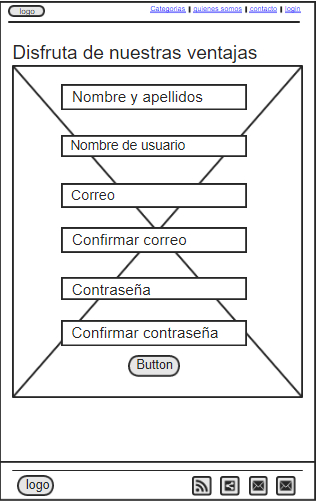 logo
Categorias | quienes somos | contacto | login
Disfruta de nuestras ventajas
Nombre y apellidos
Nombre de usuario
Correo
Confirmar correo
Contraseña
Confirmar contraseña
Button
logo